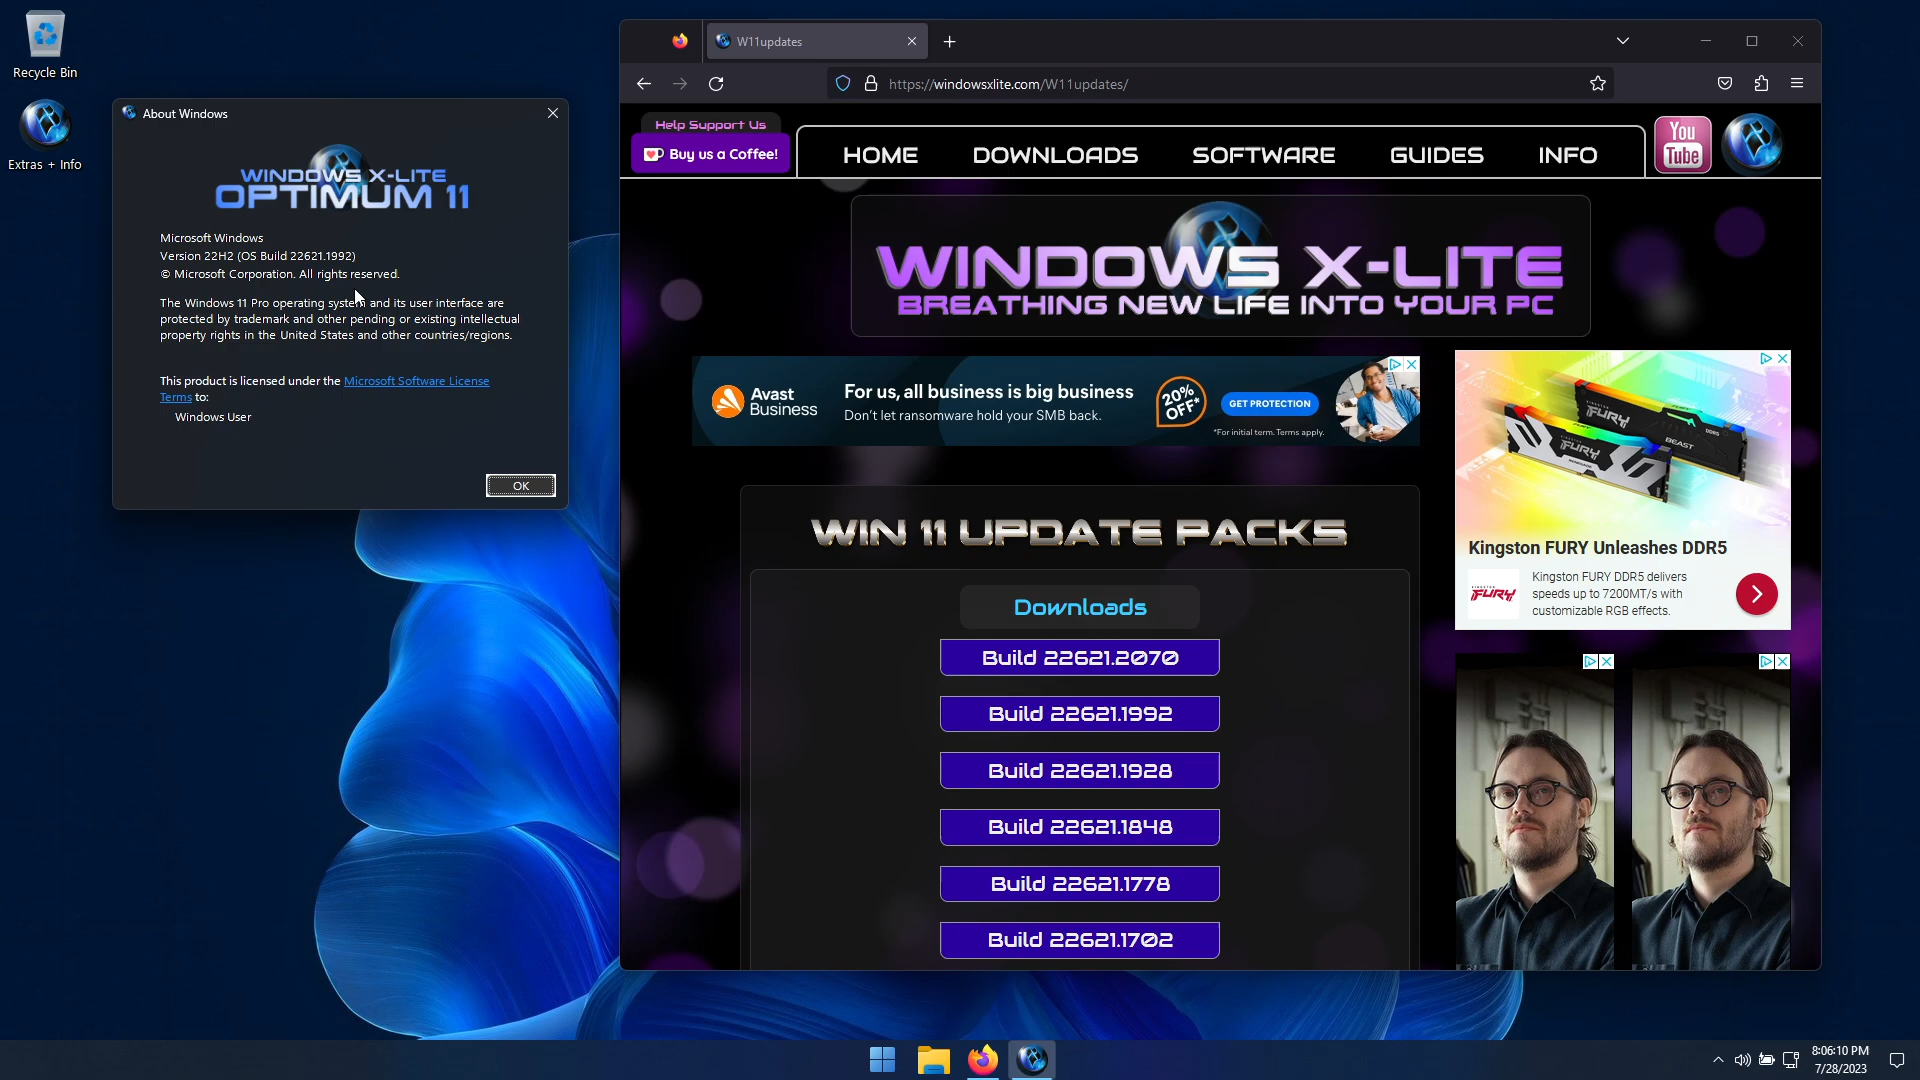 Recycle Bin
Extras + Info
About Windows
WINDOWS X-LITE
OPTIMUM 11
Microsoft Windows
Version 22H2 (OS Build 22621.1992)
© Microsoft Corporation. All rights reserved.
The Windows 11 Pro operating system and its user interface are
protected by trademark and other pending or existing intellectual
property rights in the United States and other countries/regions.
This product is licensed under the Microsoft Software License
Terms to:
Windows User
OK
W11updates
https://windowsxlite.com/W11updates/
Help Support Us
Buy us a Coffee!
HOME
DOWNLOADS
SOFTWARE
GUIDES
INFO
You
Tube
WINDOWS X-LITE
BREATHING NEW LIFE INTO YOUR PC
Avast
Business
For us, all business is big business
Don't let ransomware hold your SMB back.
20%
OFF*
GET PROTECTION
*For initial term. Terms apply.
FURY
BEAST
DDR5
FURY
Kingston FURY Unleashes DDR5
FURY
Kingston FURY DDR5 delivers
speeds up to 7200MT/s with
customizable RGB effects.
WIN 11 UPDATE PACKS
Downloads
Build 22621.2070
Build 22621.1992
Build 22621.1928
Build 22621.1848
Build 22621.1778
Build 22621.1702
8:06:10 PM
7/28/2023